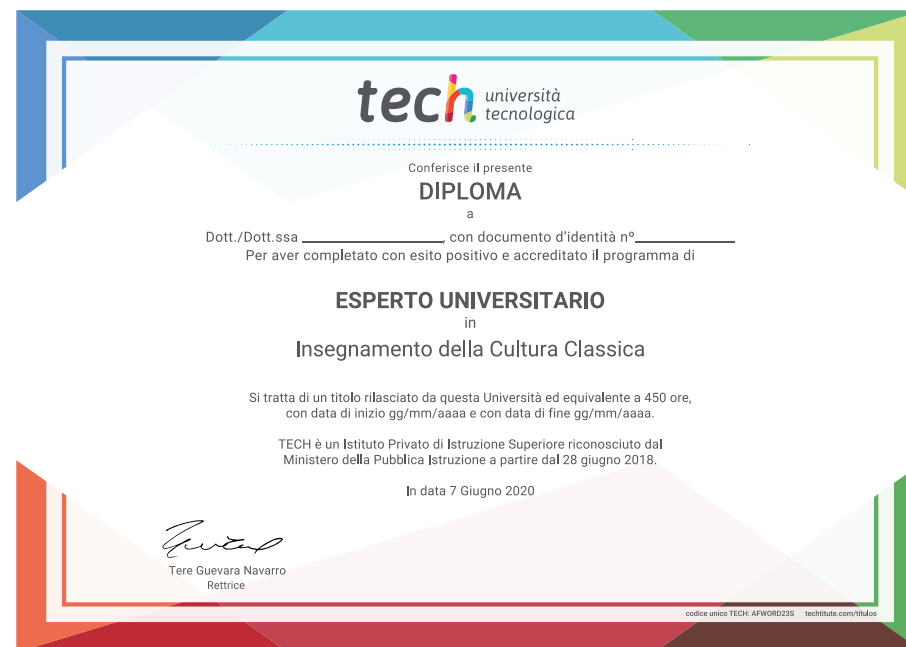 tech università
tecnologica
Conferisce il presente
DIPLOMA
a
Dott./Dott.ssa ________________, con documento d'identità nº____________
Per aver completato con esito positivo e accreditato il programma di
ESPERTO UNIVERSITARIO
in
Insegnamento della Cultura Classica
Si tratta di un titolo rilasciato da questa Università ed equivalente a 450 ore,
con data di inizio gg/mm/aaaa e con data di fine gg/mm/aaaa.
TECH è un Istituto Privato di Istruzione Superiore riconosciuto dal
Ministero della Pubblica Istruzione a partire dal 28 giugno 2018.
In data 7 Giugno 2020
Tere Guevara Navarro
Rettrice
codice unico TECH: AFWORD23S techtitute.com/titulos